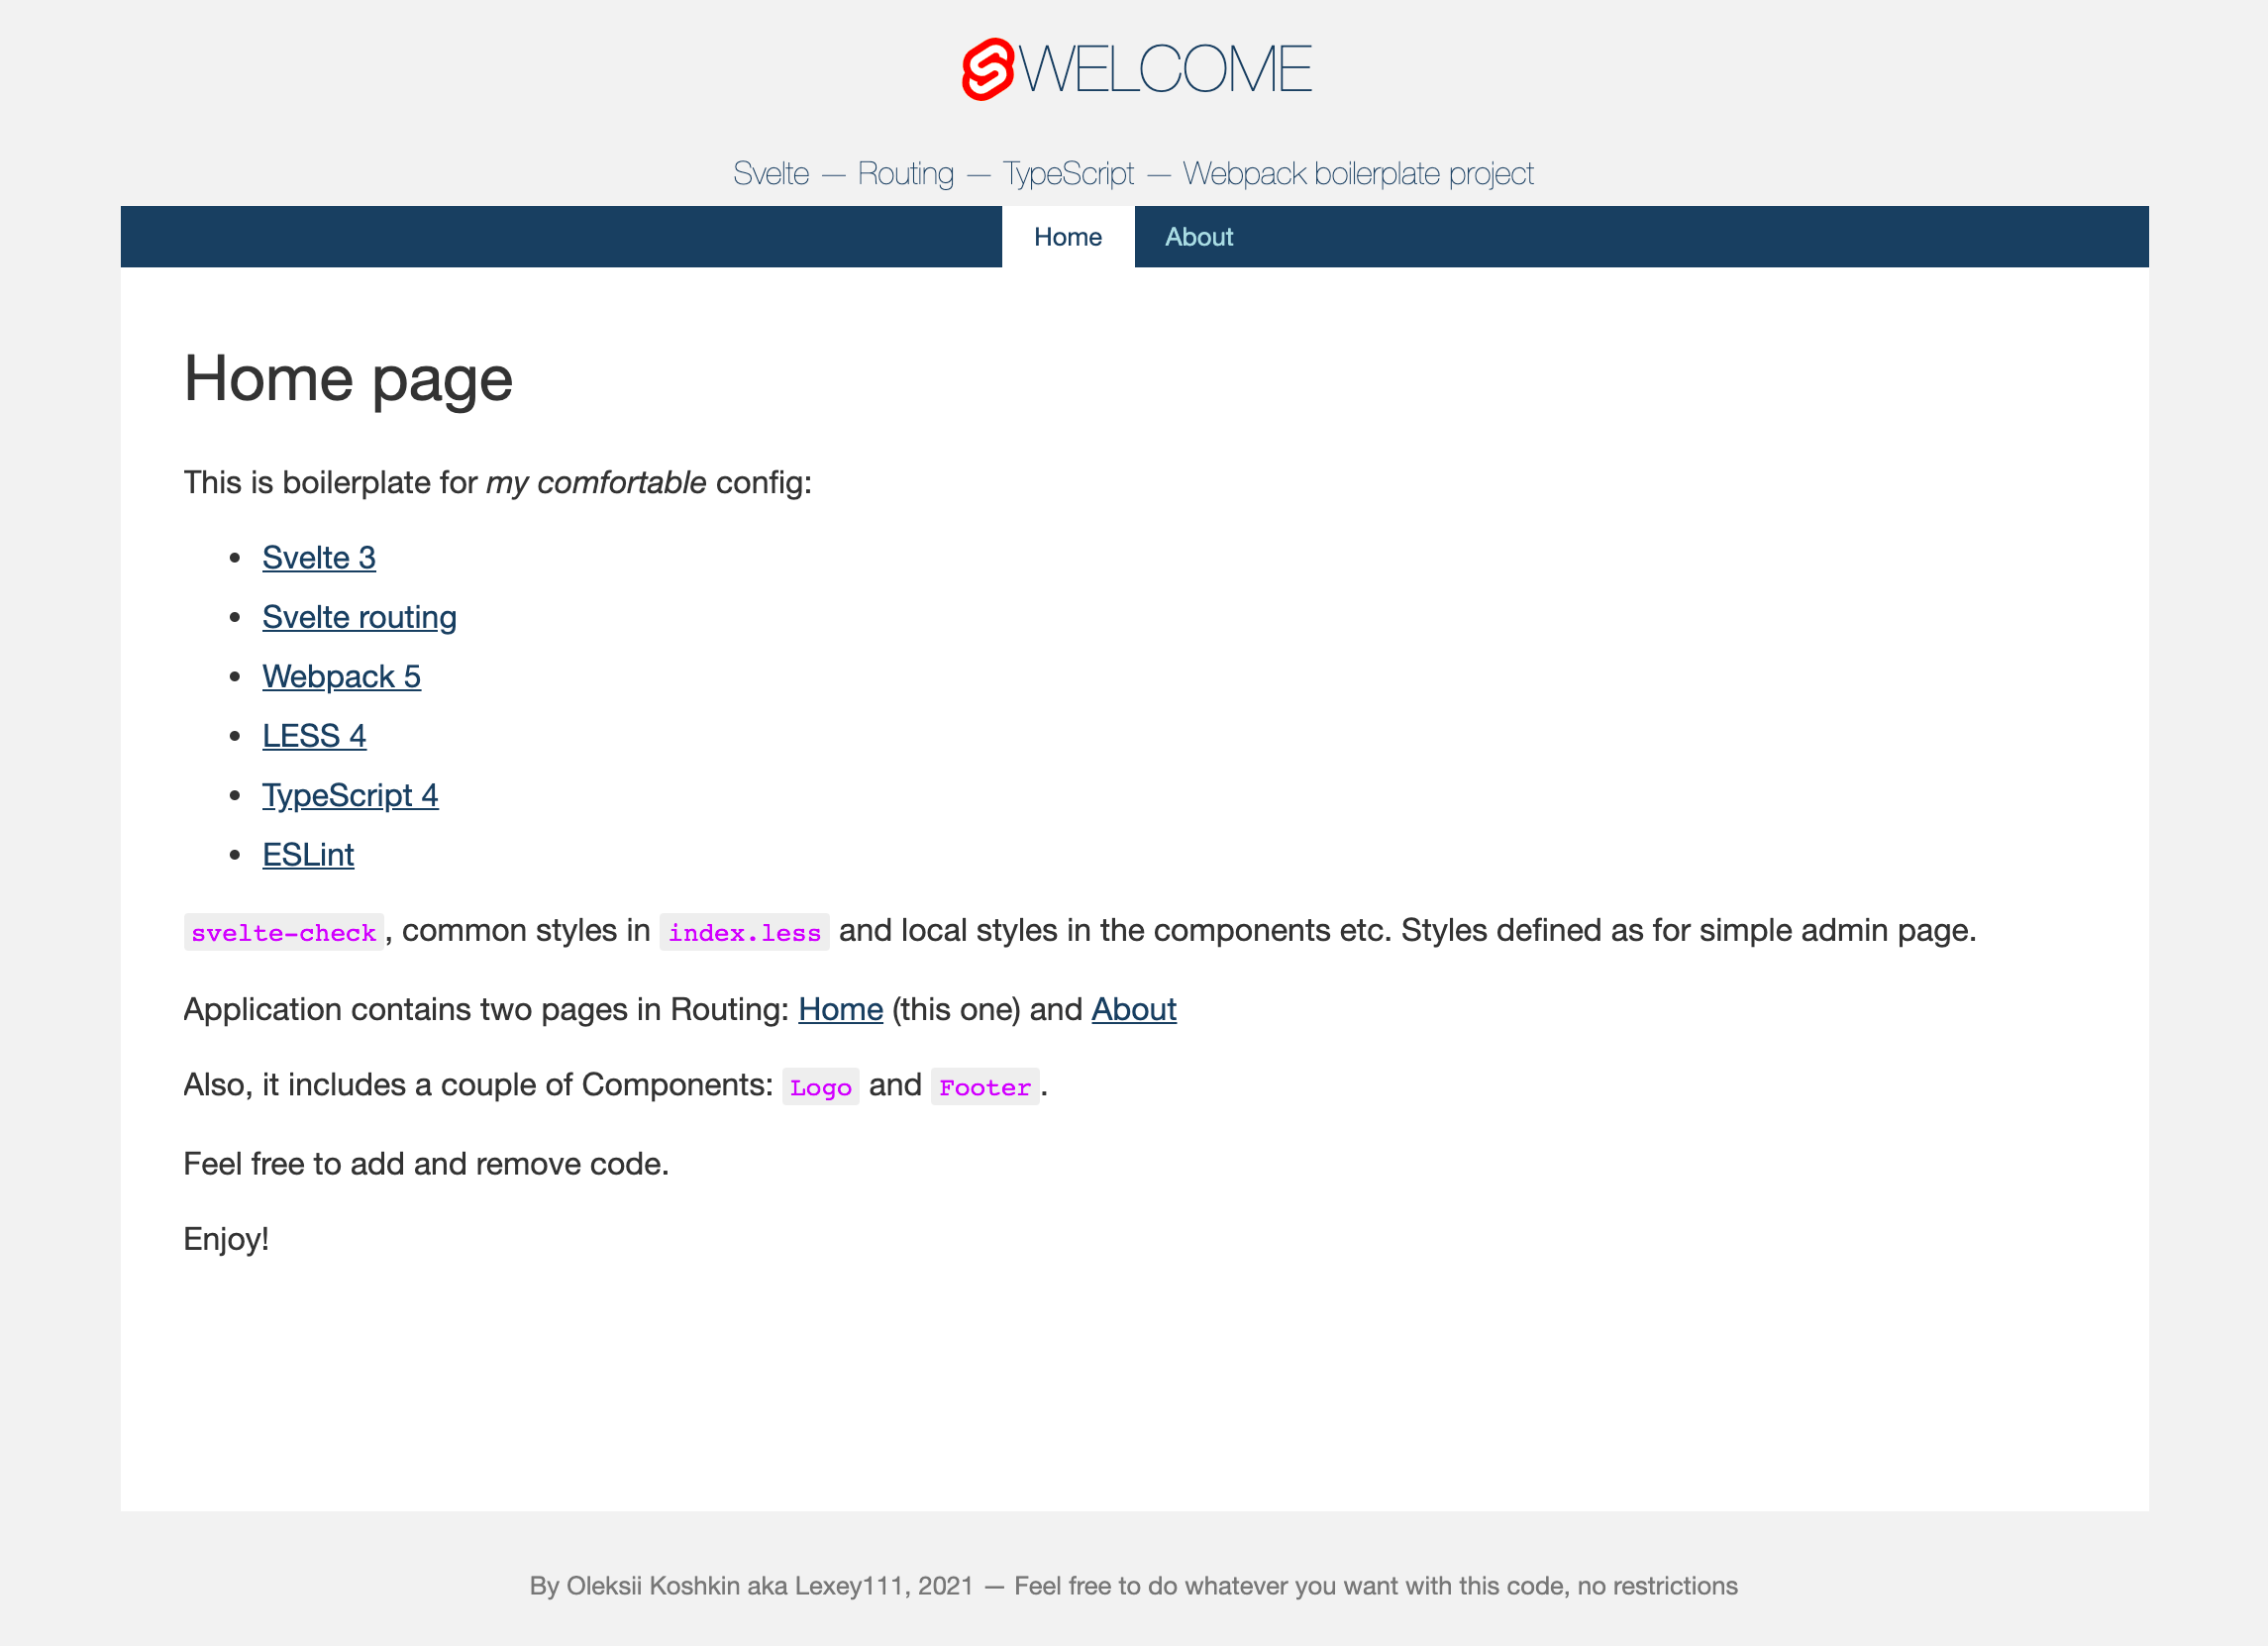 WELCOME
Svelte — Routing — TypeScript — Webpack boilerplate project
Home About
Home page
This is boilerplate for my comfortable config:
• Svelte 3
• Svelte routing
• Webpack 5
• LESS 4
• TypeScript 4
• ESLint
svelte-check, common styles in index.less and local styles in the components etc. Styles defined as for simple admin page.
Application contains two pages in Routing: Home (this one) and About
Also, it includes a couple of Components: Logo and Footer.
Feel free to add and remove code.
Enjoy!
By Oleksii Koshkin aka Lexey111, 2021 — Feel free to do whatever you want with this code, no restrictions